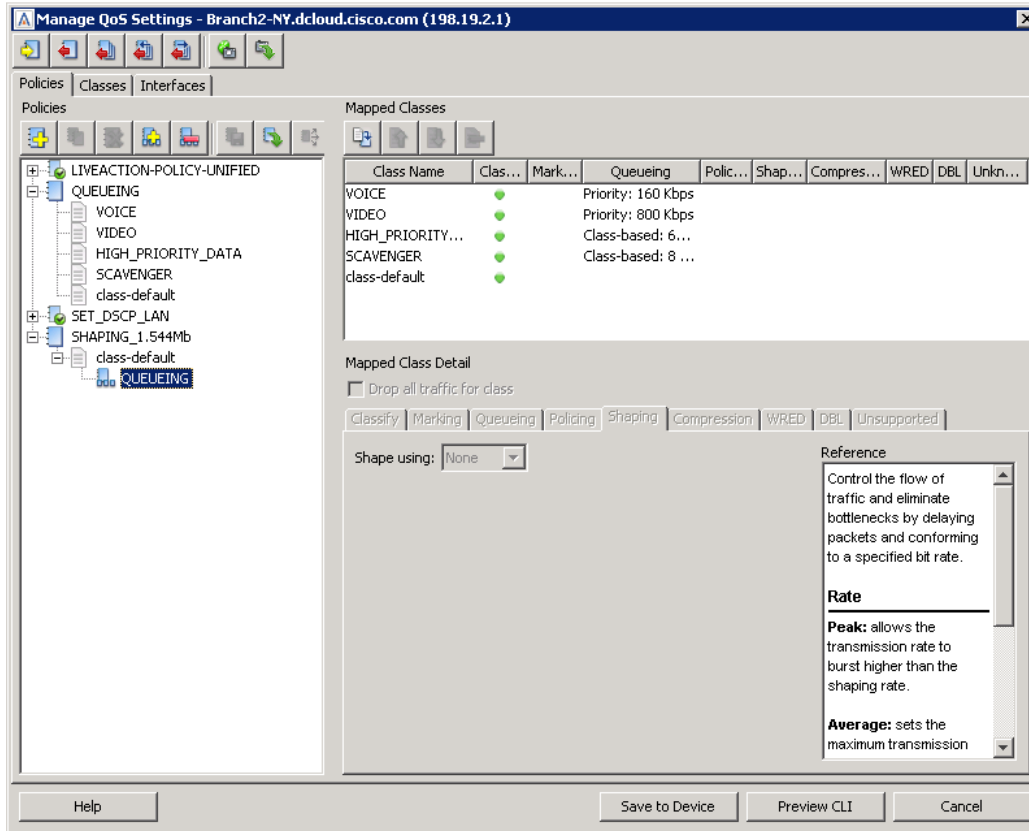 Manage QoS Settings - Branch2-NY.dcloud.cisco.com (198.19.2.1)
Policies Classes Interfaces
Policies
LIVEACTION-POLICY-UNIFIED
QUEUEING
VOICE
VIDEO
HIGH_PRIORITY_DATA
SCAVENGER
class-default
SET_DSCP_LAN
SHAPING_1.544Mb
class-default
QUEUEING
Mapped Classes
Class Name Clas... Mark... Queueing Polic... Shap... Compres... WRED DBL Unkn...
VOICE Priority: 160 Kbps
VIDEO Priority: 800 Kbps
HIGH_PRIORITY... Class-based: 6...
SCAVENGER Class-based: 8 ...
class-default
Mapped Class Detail
Drop all traffic for class
Classify Marking Queueing Policing Shaping Compression WRED DBL Unsupported
Shape using: None
Reference
Control the flow of
traffic and eliminate
bottlenecks by delaying
packets and conforming
to a specified bit rate.
Rate
Peak: allows the
transmission rate to
burst higher than the
shaping rate.
Average: sets the
maximum transmission
Help Save to Device Preview CLI Cancel